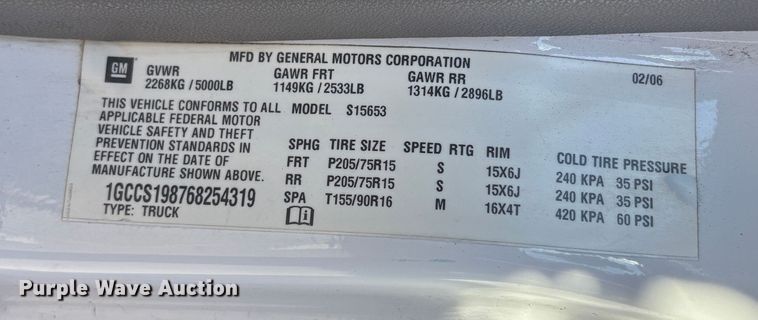 MFD BY GENERAL MOTORS CORPORATION
GM
GVWR GAWR FRT GAWR RR 02/06
2268KG / 5000LB 1149KG / 2533LB 1314KG / 2896LB
THIS VEHICLE CONFORMS TO ALL MODEL S15653
APPLICABLE FEDERAL MOTOR
VEHICLE SAFETY AND THEFT
PREVENTION STANDARDS IN SPHG TIRE SIZE SPEED RTG RIM COLD TIRE PRESSURE
EFFECT ON THE DATE OF FRT P205/75R15 S 15X6J 240 KPA 35 PSI
MANUFACTURE SHOWN ABOVE. RR P205/75R15 S 15X6J 240 KPA 35 PSI
1GCCS198768254319 SPA T155/90R16 M 16X4T 420 KPA 60 PSI
TYPE: TRUCK
Purple Wave Auction